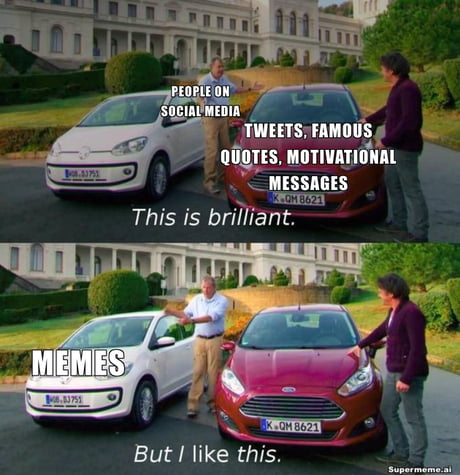 PEOPLE ON
SOCIAL MEDIA
TWEETS, FAMOUS
QUOTES, MOTIVATIONAL
MESSAGES
K QM 8621
This is brilliant.
MEMES
K QM 8621
But I like this.
Supermeme.ai